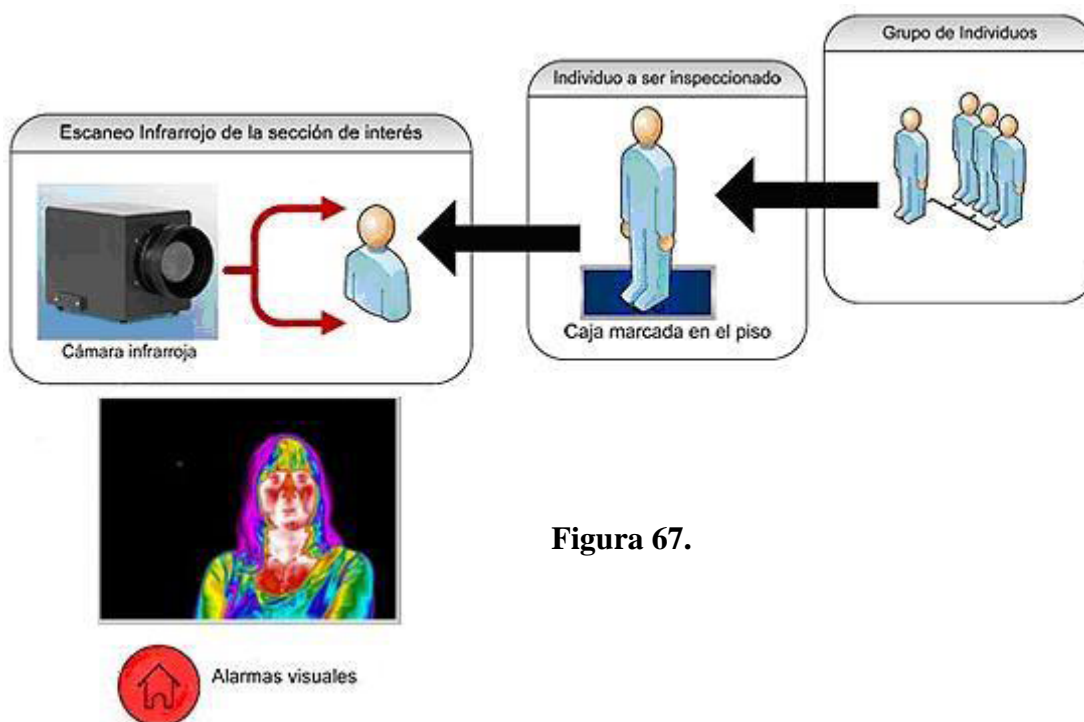 Grupo de Individuos
Individuo a ser inspeccionado
Escaneo Infrarrojo de la sección de interés
Cámara infrarroja
Caja marcada en el piso
Figura 67.
Alarmas visuales